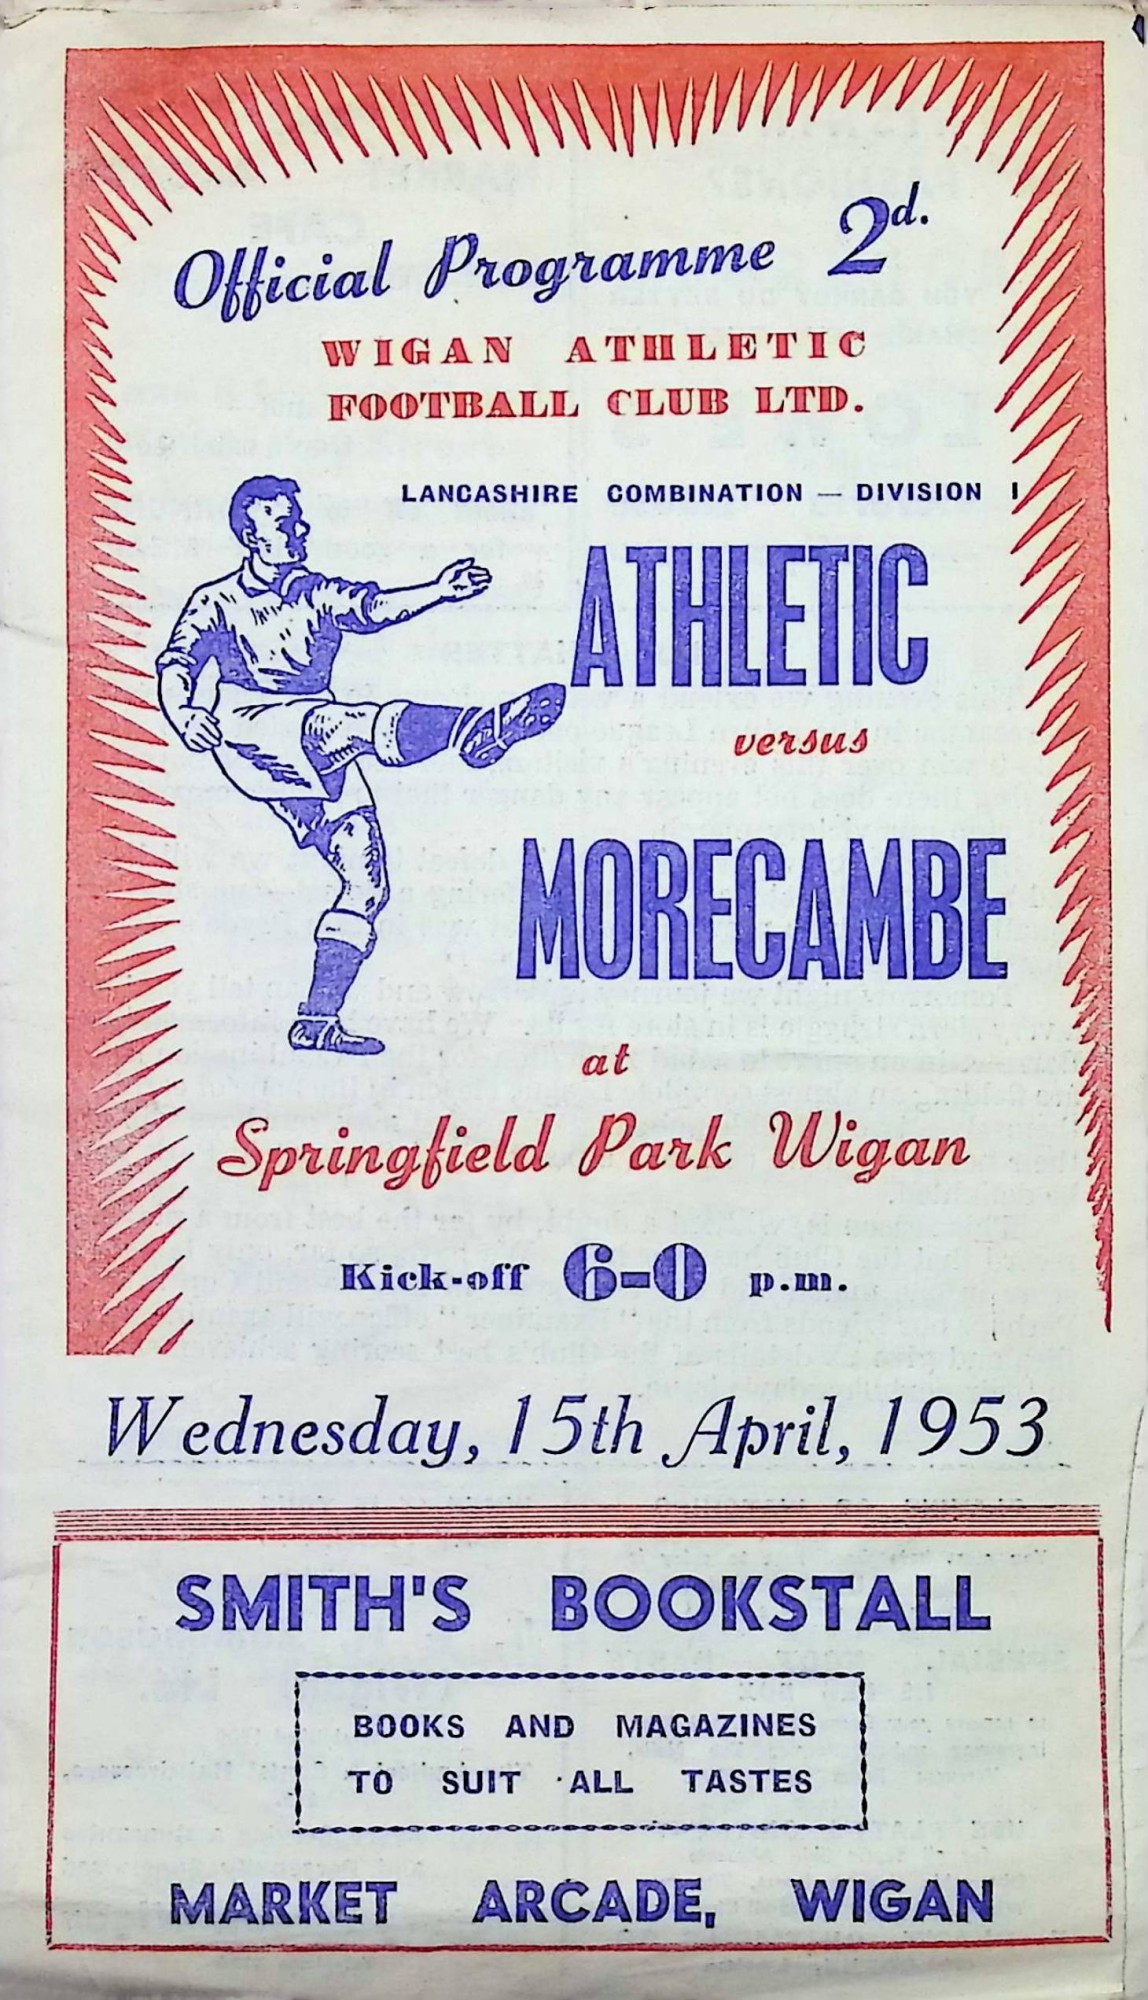 Official Programme 2d.
WIGAN ATHLETIC
FOOTBALL CLUB LTD.
LANCASHIRE COMBINATION — DIVISION I
ATHLETIC
versus
MORECAMBE
at
Springfield Park Wigan
Kick-off 6-0 p.m.
Wednesday, 15th April, 1953
SMITH'S BOOKSTALL
BOOKS AND MAGAZINES
TO SUIT ALL TASTES
MARKET ARCADE, WIGAN